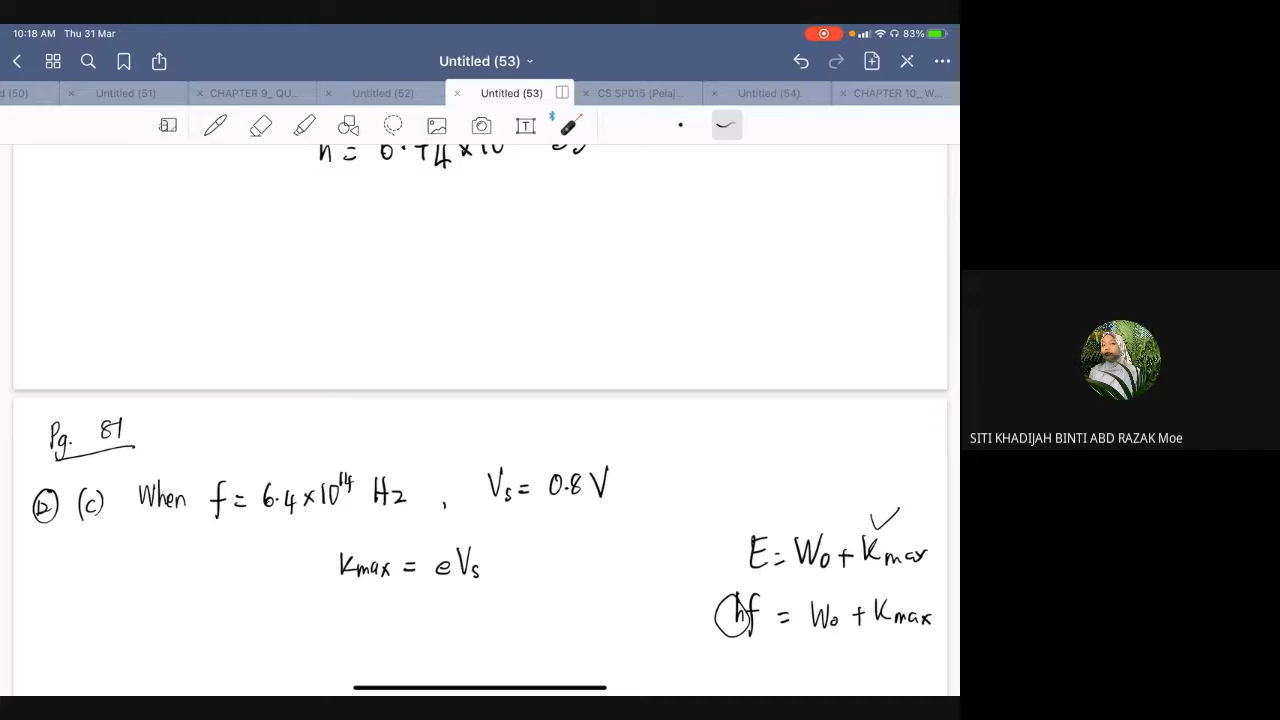 10:18 AM Thu 31 Mar
83%
Untitled (53)
d (50)
Untitled (51)
CHAPTER 9_ QU...
Untitled (52)
Untitled (53)
CS SP015 (Pelaj...
Untitled (54)
CHAPTER 10_ W...
Pg. 81
(c) When f = 6.4 × 10¹⁴ Hz , Vs = 0.8 V
E = W₀ + Kmax
Kmax = eVs
hf = W₀ + Kmax
SITI KHADIJAH BINTI ABD RAZAK Moe